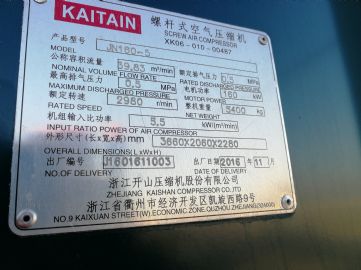 KAITAIN
螺杆式空气压缩机
SCREW AIR COMPRESSOR
XK06-010-00487
产品型号 JN160-5
MODEL
公称容积流量 59.83 m³/min 额定排气压力 0.5 MPa
NOMINAL VOLUME FLOW RATE RATED DISCHARGED PRESSURE
最高排气压力 0.5 MPa 电机功率 160 kW
MAXIMUM DISCHARGED PRESSURE MOTOR POWER
额定转速 2980 r/min 整机重量 5400 kg
RATED SPEED WEIGHT
机组输入比功率 5.5 kW/(m³/min)
INPUT RATIO POWER OF AIR COMPRESSOR
外形尺寸(长x宽x高) 3660X2060X2260 mm
OVERALL DIMENSIONS(LxWxH)
出厂编号 J1601611003 出厂日期 2016 年 11 月
NO.OF DELIVERY DATE OF DELIVERY
浙江开山压缩机股份有限公司
ZHEJIANG KAISHAN COMPRESSOR CO.,LTD
浙江省衢州市经济开发区凯旋西路9号
NO.9 KAIXUAN STREET(W),ECONOMIC ZONE.QUZHOU ZHEJIANG